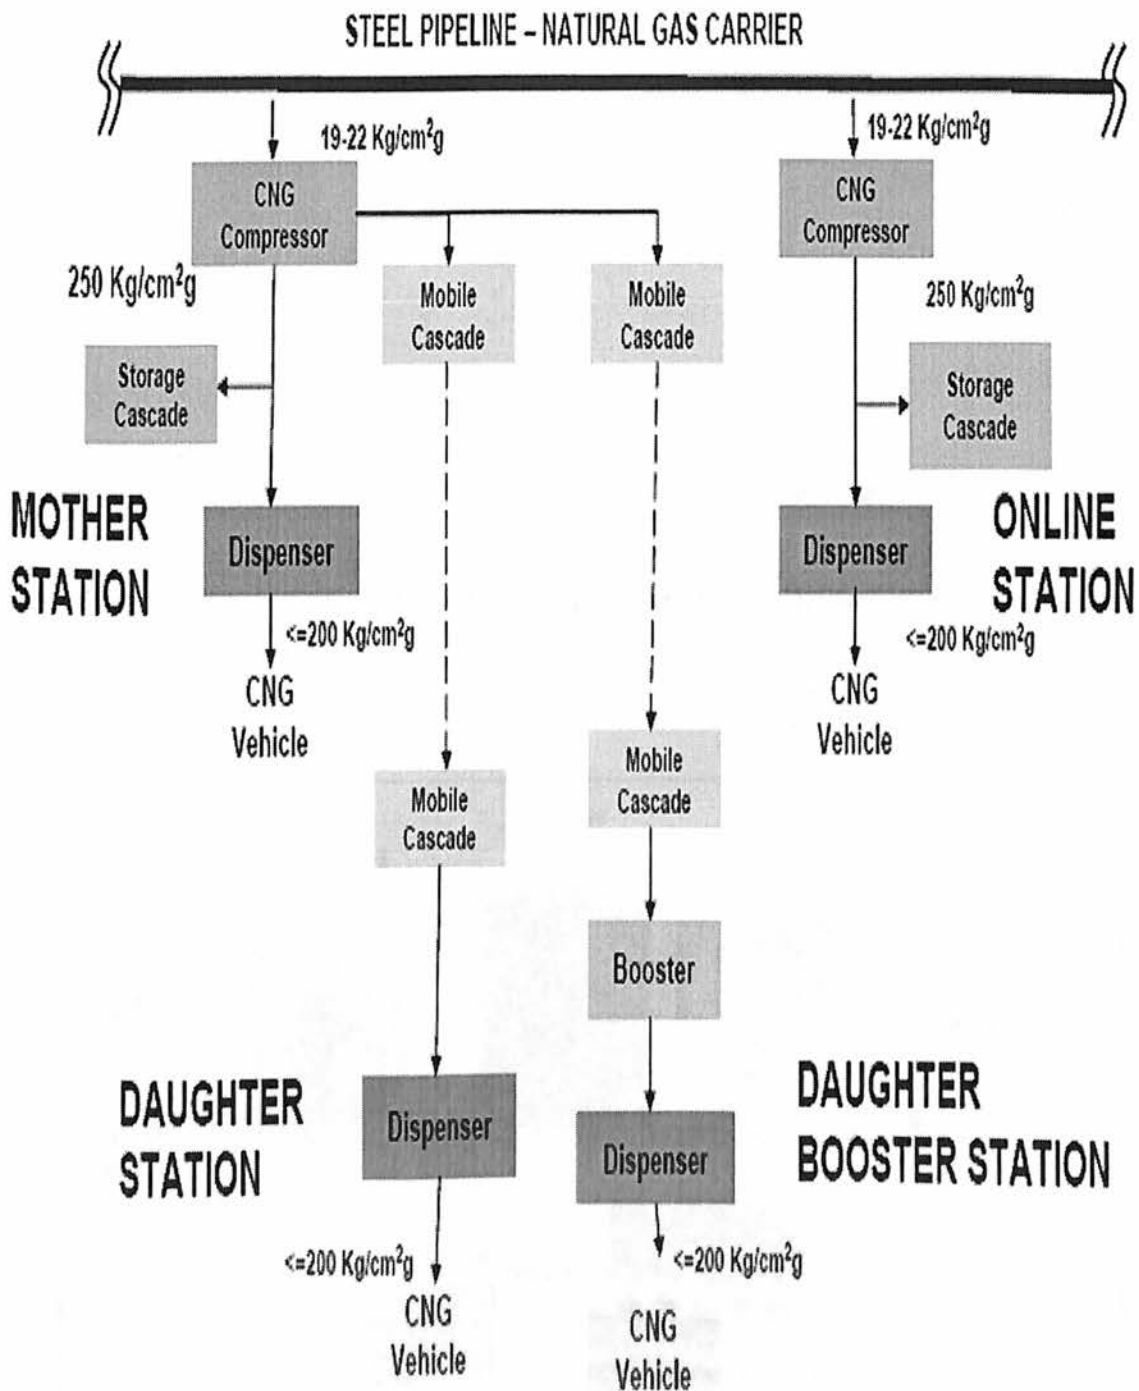 STEEL PIPELINE – NATURAL GAS CARRIER
19-22 Kg/cm²g
19-22 Kg/cm²g
CNG
Compressor
CNG
Compressor
250 Kg/cm²g
Mobile
Cascade
Mobile
Cascade
250 Kg/cm²g
Storage
Cascade
Storage
Cascade
MOTHER
STATION
Dispenser
Dispenser
ONLINE
STATION
<=200 Kg/cm²g
<=200 Kg/cm²g
CNG
Vehicle
CNG
Vehicle
Mobile
Cascade
Mobile
Cascade
Booster
DAUGHTER
STATION
Dispenser
Dispenser
DAUGHTER
BOOSTER STATION
<=200 Kg/cm²g
<=200 Kg/cm²g
CNG
Vehicle
CNG
Vehicle